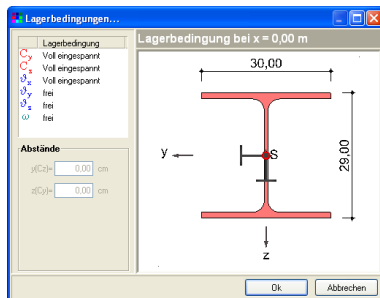 Lagerbedingungen...
Lagerbedingung
Cy Voll eingespannt
Cs Voll eingespannt
ϑx Voll eingespannt
ϑy frei
ϑs frei
ω frei
Abstände
y(Cz)= 0,00 cm
z(Cy)= 0,00 cm
Lagerbedingung bei x = 0,00 m
30,00
y
S
29,00
z
Ok Abbrechen